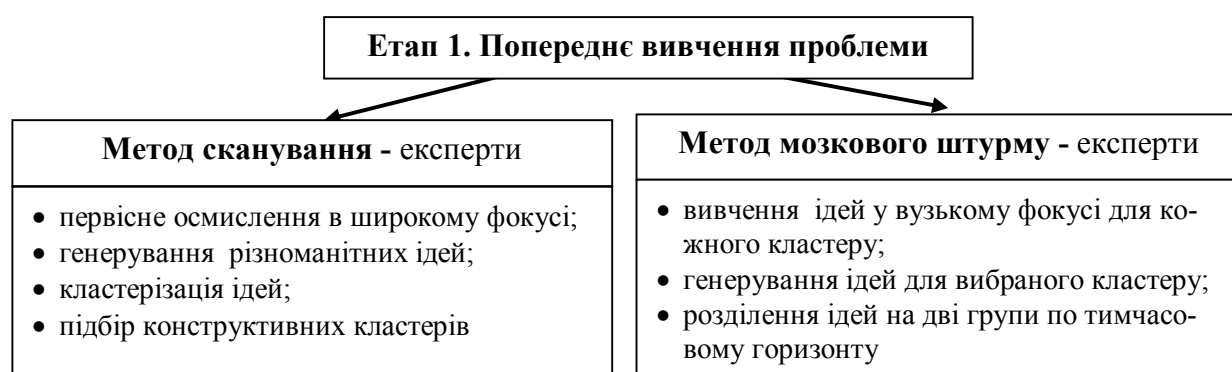 Етап 1. Попереднє вивчення проблеми
Метод сканування - експерти
• первісне осмислення в широкому фокусі;
• генерування різноманітних ідей;
• кластерізація ідей;
• підбір конструктивних кластерів
Метод мозкового штурму - експерти
• вивчення ідей у вузькому фокусі для ко-
жного кластеру;
• генерування ідей для вибраного кластеру;
• розділення ідей на дві групи по тимчасо-
вому горизонту